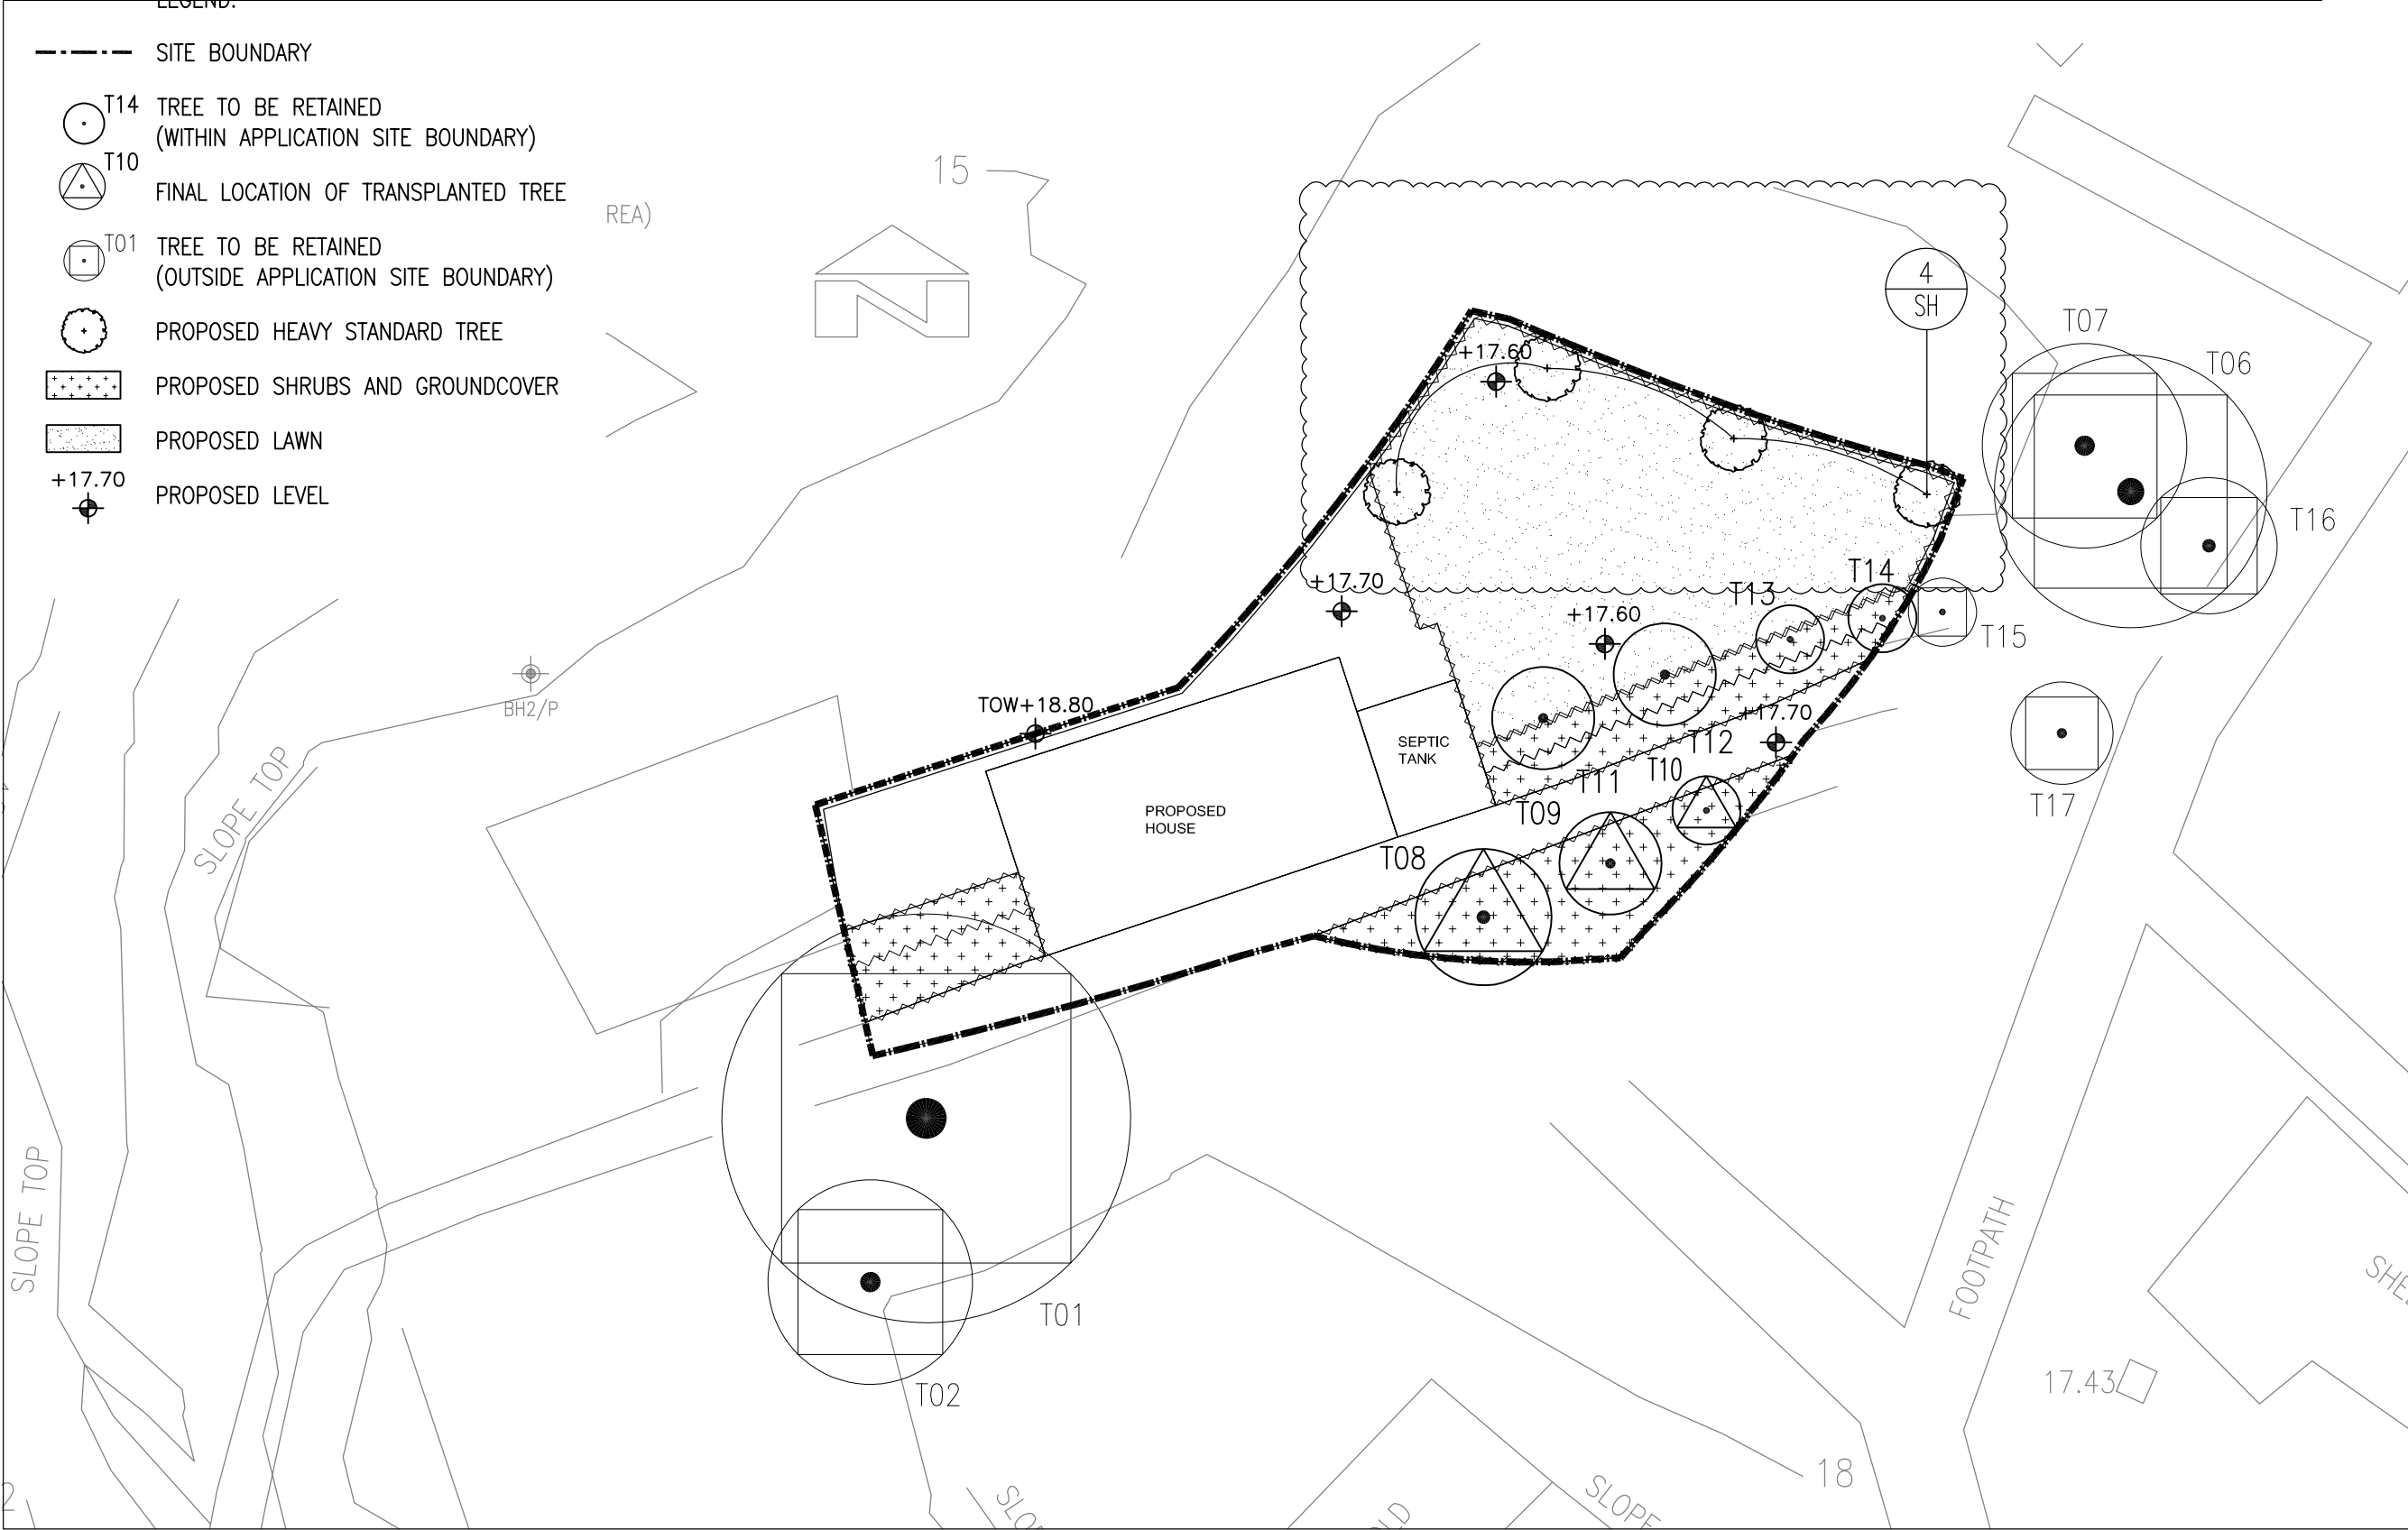 LEGEND:
SITE BOUNDARY
T14
TREE TO BE RETAINED
(WITHIN APPLICATION SITE BOUNDARY)
T10
FINAL LOCATION OF TRANSPLANTED TREE
T01
TREE TO BE RETAINED
(OUTSIDE APPLICATION SITE BOUNDARY)
PROPOSED HEAVY STANDARD TREE
PROPOSED SHRUBS AND GROUNDCOVER
PROPOSED LAWN
+17.70
PROPOSED LEVEL
REA)
15
N
4
SH
T07
T06
+17.60
T16
+17.70
T14
T13
+17.60
T15
BH2/P
TOW+18.80
+17.70
SEPTIC
TANK
T12
T10
T11
T17
SLOPE TOP
PROPOSED
HOUSE
T09
T08
SLOPE TOP
FOOTPATH
T01
T02
17.43
18
SLOPE
2